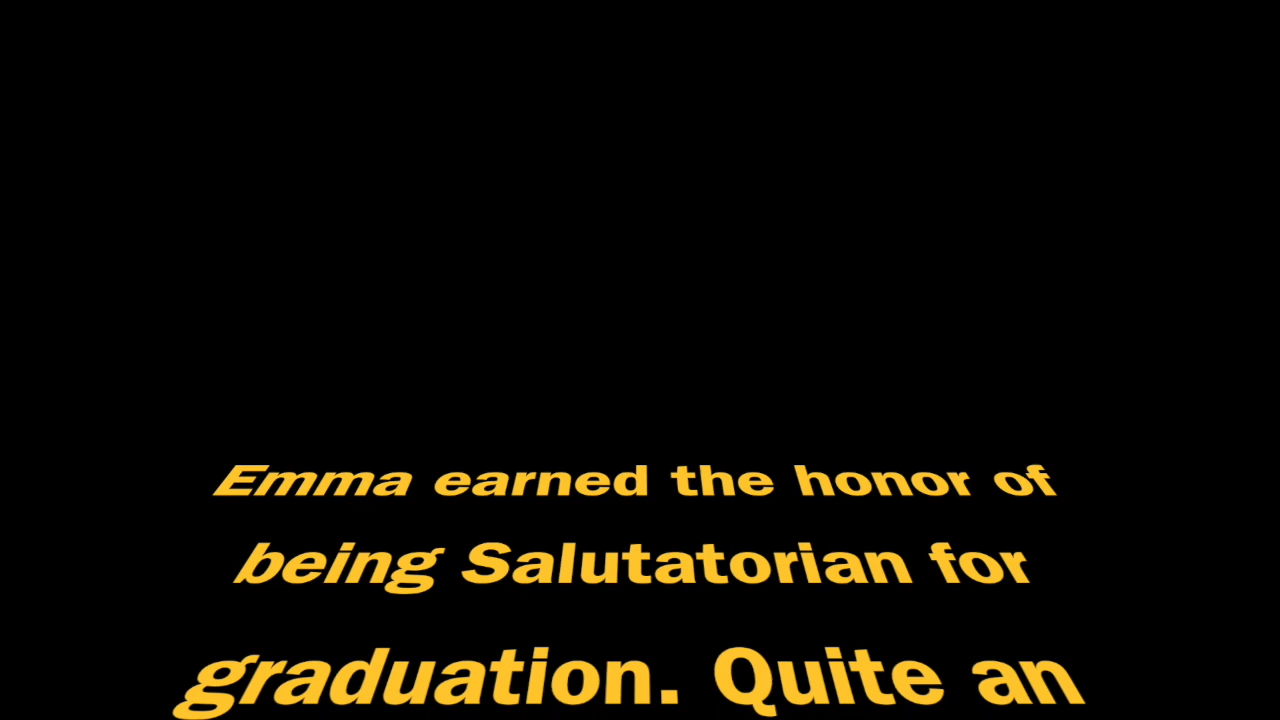 Emma earned the honor of
being Salutatorian for
graduation. Quite an